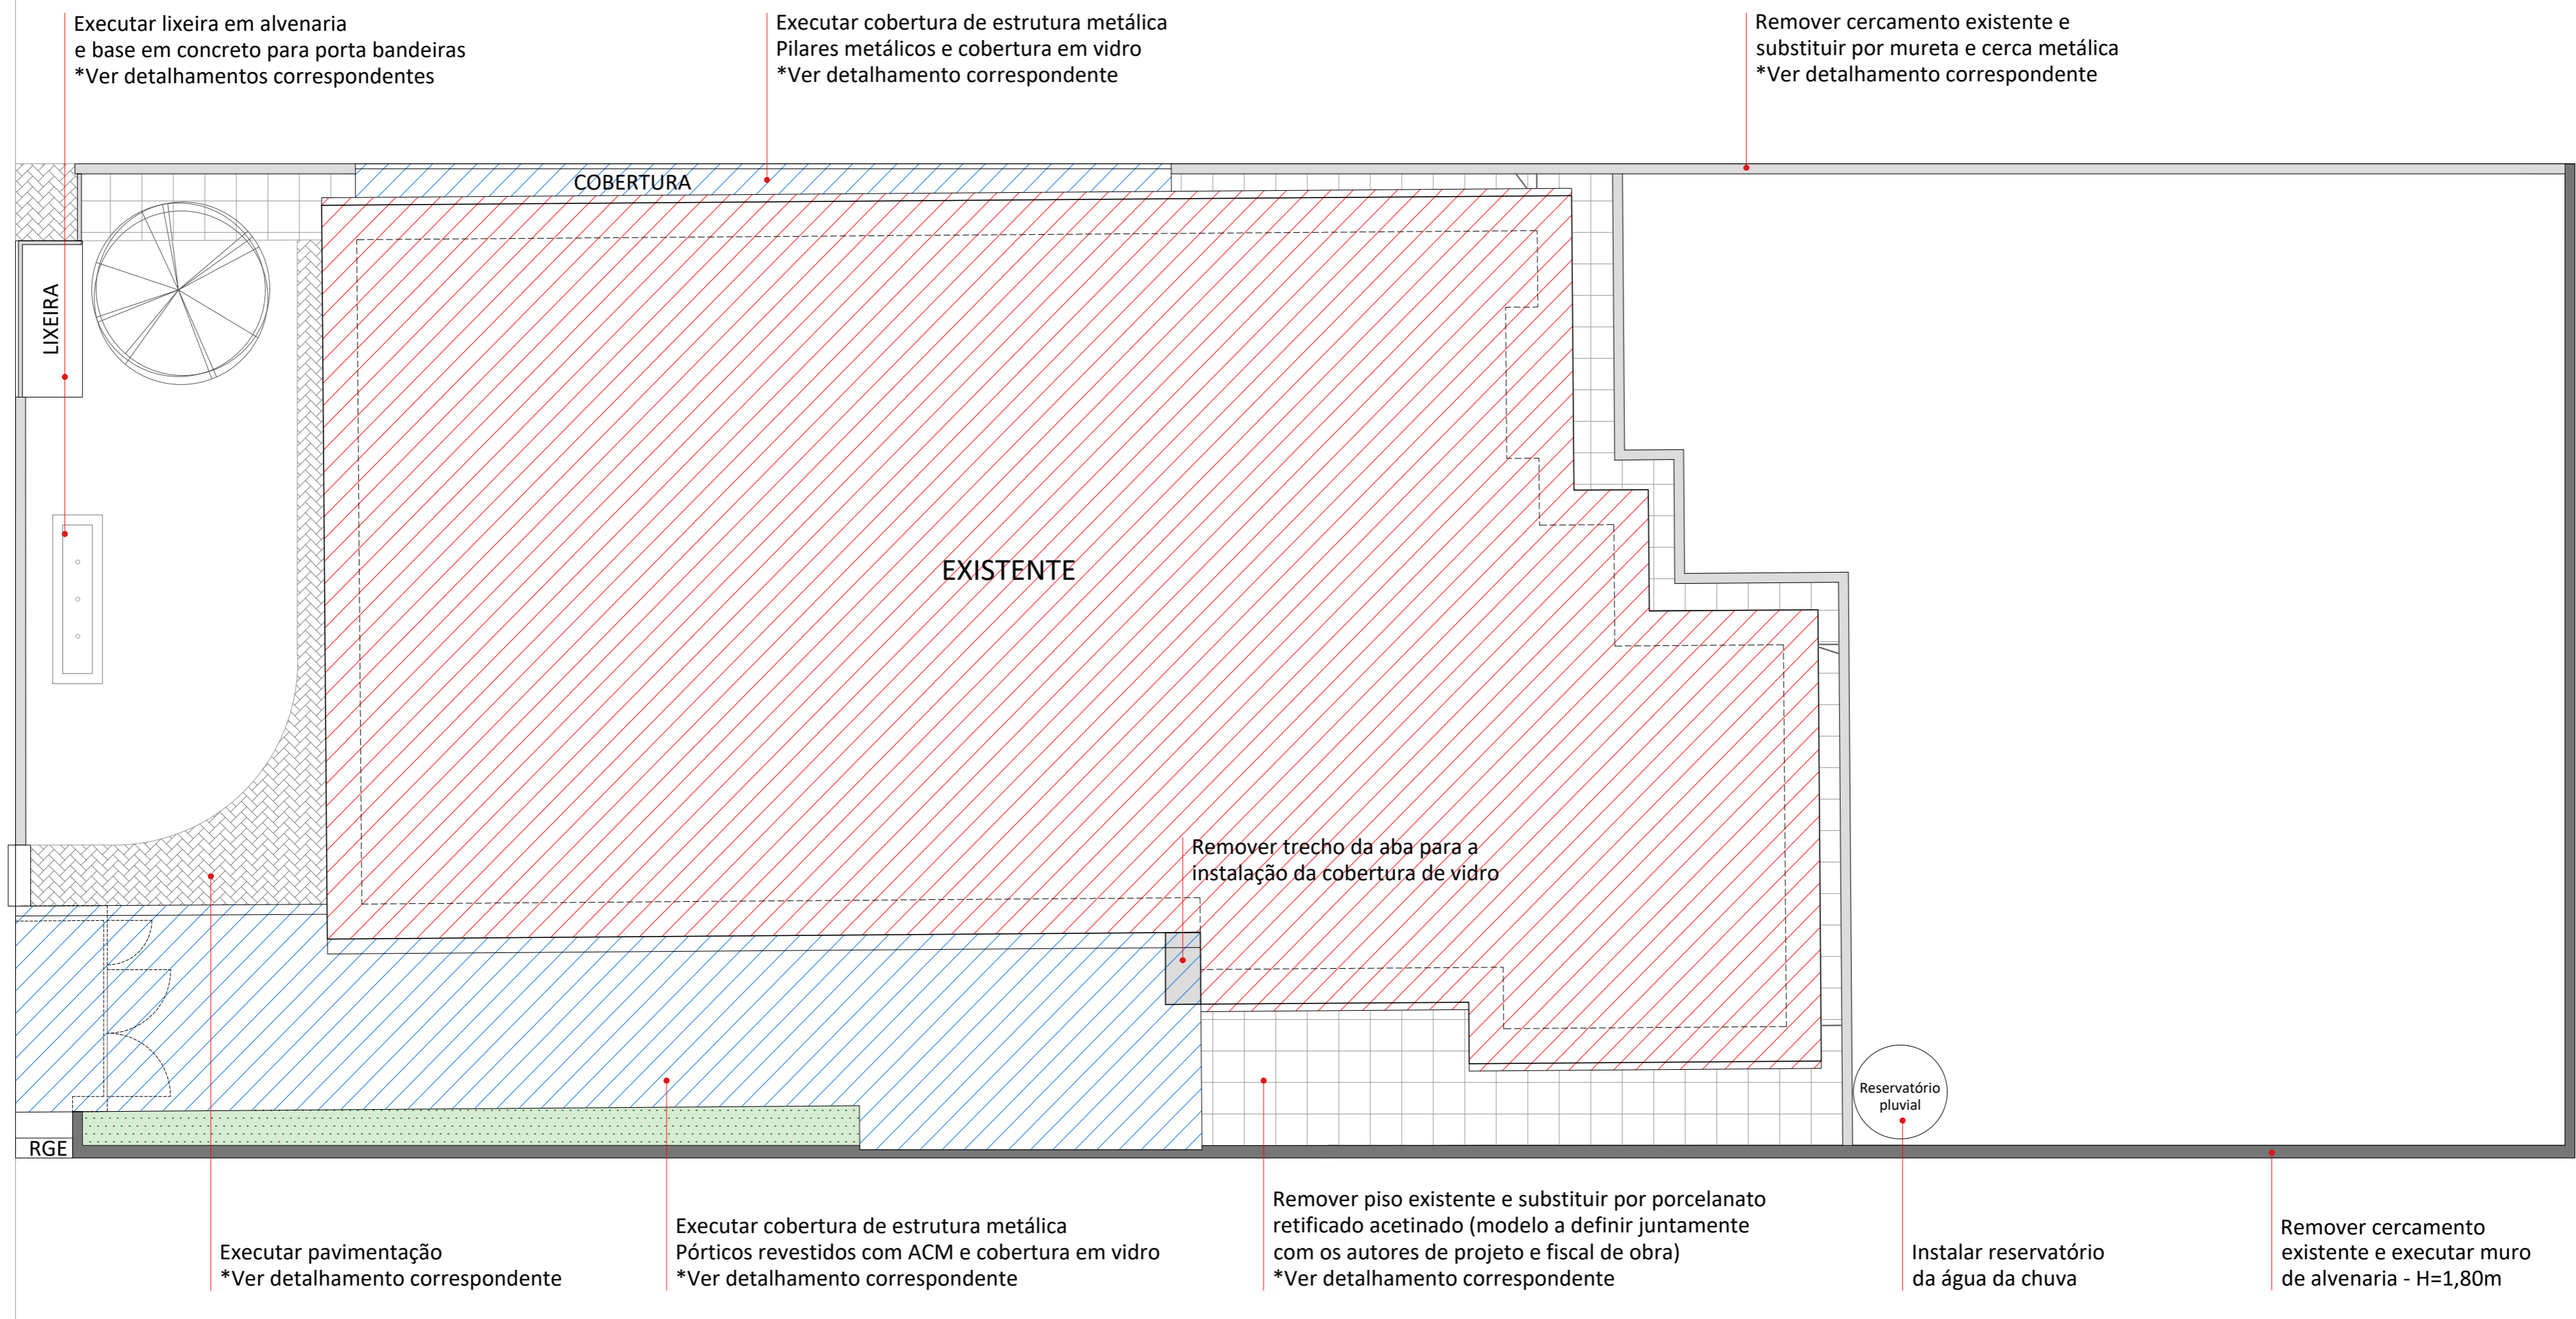 Executar lixeira em alvenaria
e base em concreto para porta bandeiras
*Ver detalhamentos correspondentes
Executar cobertura de estrutura metálica
Pilares metálicos e cobertura em vidro
*Ver detalhamento correspondente
Remover cercamento existente e
substituir por mureta e cerca metálica
*Ver detalhamento correspondente
COBERTURA
LIXEIRA
EXISTENTE
Remover trecho da aba para a
instalação da cobertura de vidro
Reservatório
pluvial
RGE
Executar pavimentação
*Ver detalhamento correspondente
Executar cobertura de estrutura metálica
Pórticos revestidos com ACM e cobertura em vidro
*Ver detalhamento correspondente
Remover piso existente e substituir por porcelanato
retificado acetinado (modelo a definir juntamente
com os autores de projeto e fiscal de obra)
*Ver detalhamento correspondente
Instalar reservatório
da água da chuva
Remover cercamento
existente e executar muro
de alvenaria - H=1,80m